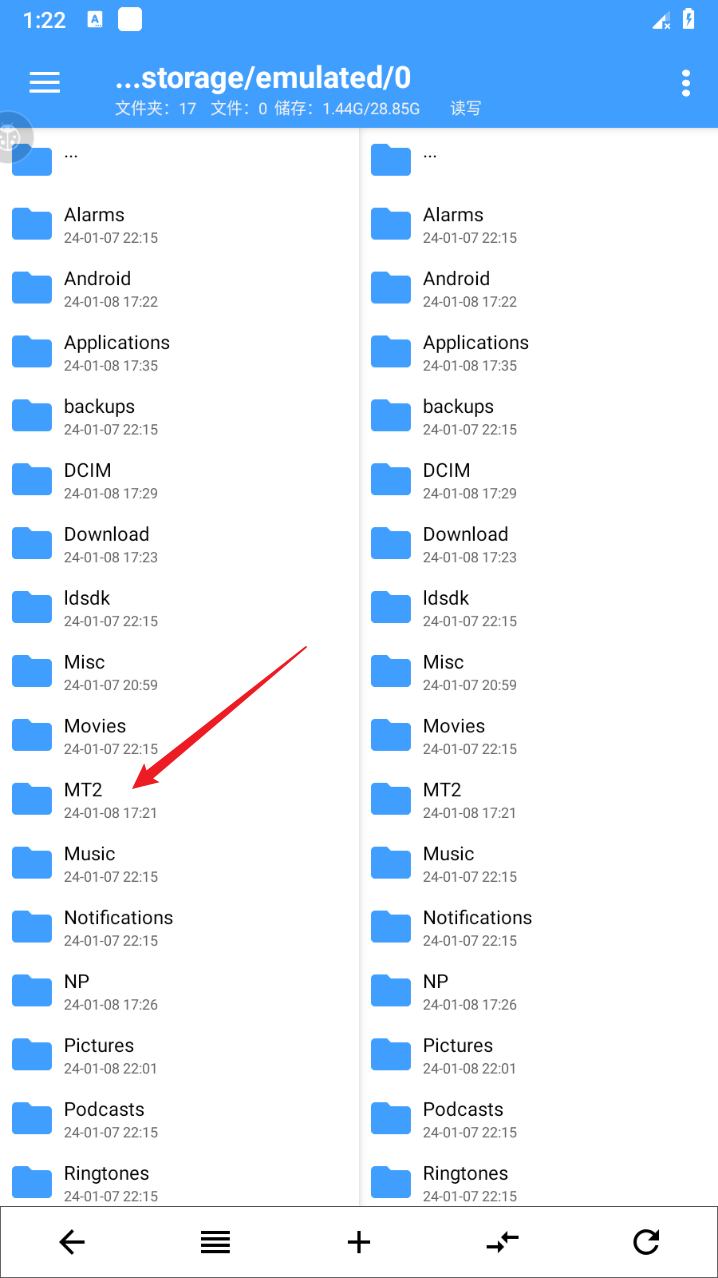 1:22
A
...storage/emulated/0
文件夹：17 文件：0 储存：1.44G/28.85G 读写
...
Alarms
24-01-07 22:15
Android
24-01-08 17:22
Applications
24-01-08 17:35
backups
24-01-07 22:15
DCIM
24-01-08 17:29
Download
24-01-08 17:23
ldsdk
24-01-07 22:15
Misc
24-01-07 20:59
Movies
24-01-07 22:15
MT2
24-01-08 17:21
Music
24-01-07 22:15
Notifications
24-01-07 22:15
NP
24-01-08 17:26
Pictures
24-01-08 22:01
Podcasts
24-01-07 22:15
Ringtones
24-01-07 22:15
...
Alarms
24-01-07 22:15
Android
24-01-08 17:22
Applications
24-01-08 17:35
backups
24-01-07 22:15
DCIM
24-01-08 17:29
Download
24-01-08 17:23
ldsdk
24-01-07 22:15
Misc
24-01-07 20:59
Movies
24-01-07 22:15
MT2
24-01-08 17:21
Music
24-01-07 22:15
Notifications
24-01-07 22:15
NP
24-01-08 17:26
Pictures
24-01-08 22:01
Podcasts
24-01-07 22:15
Ringtones
24-01-07 22:15